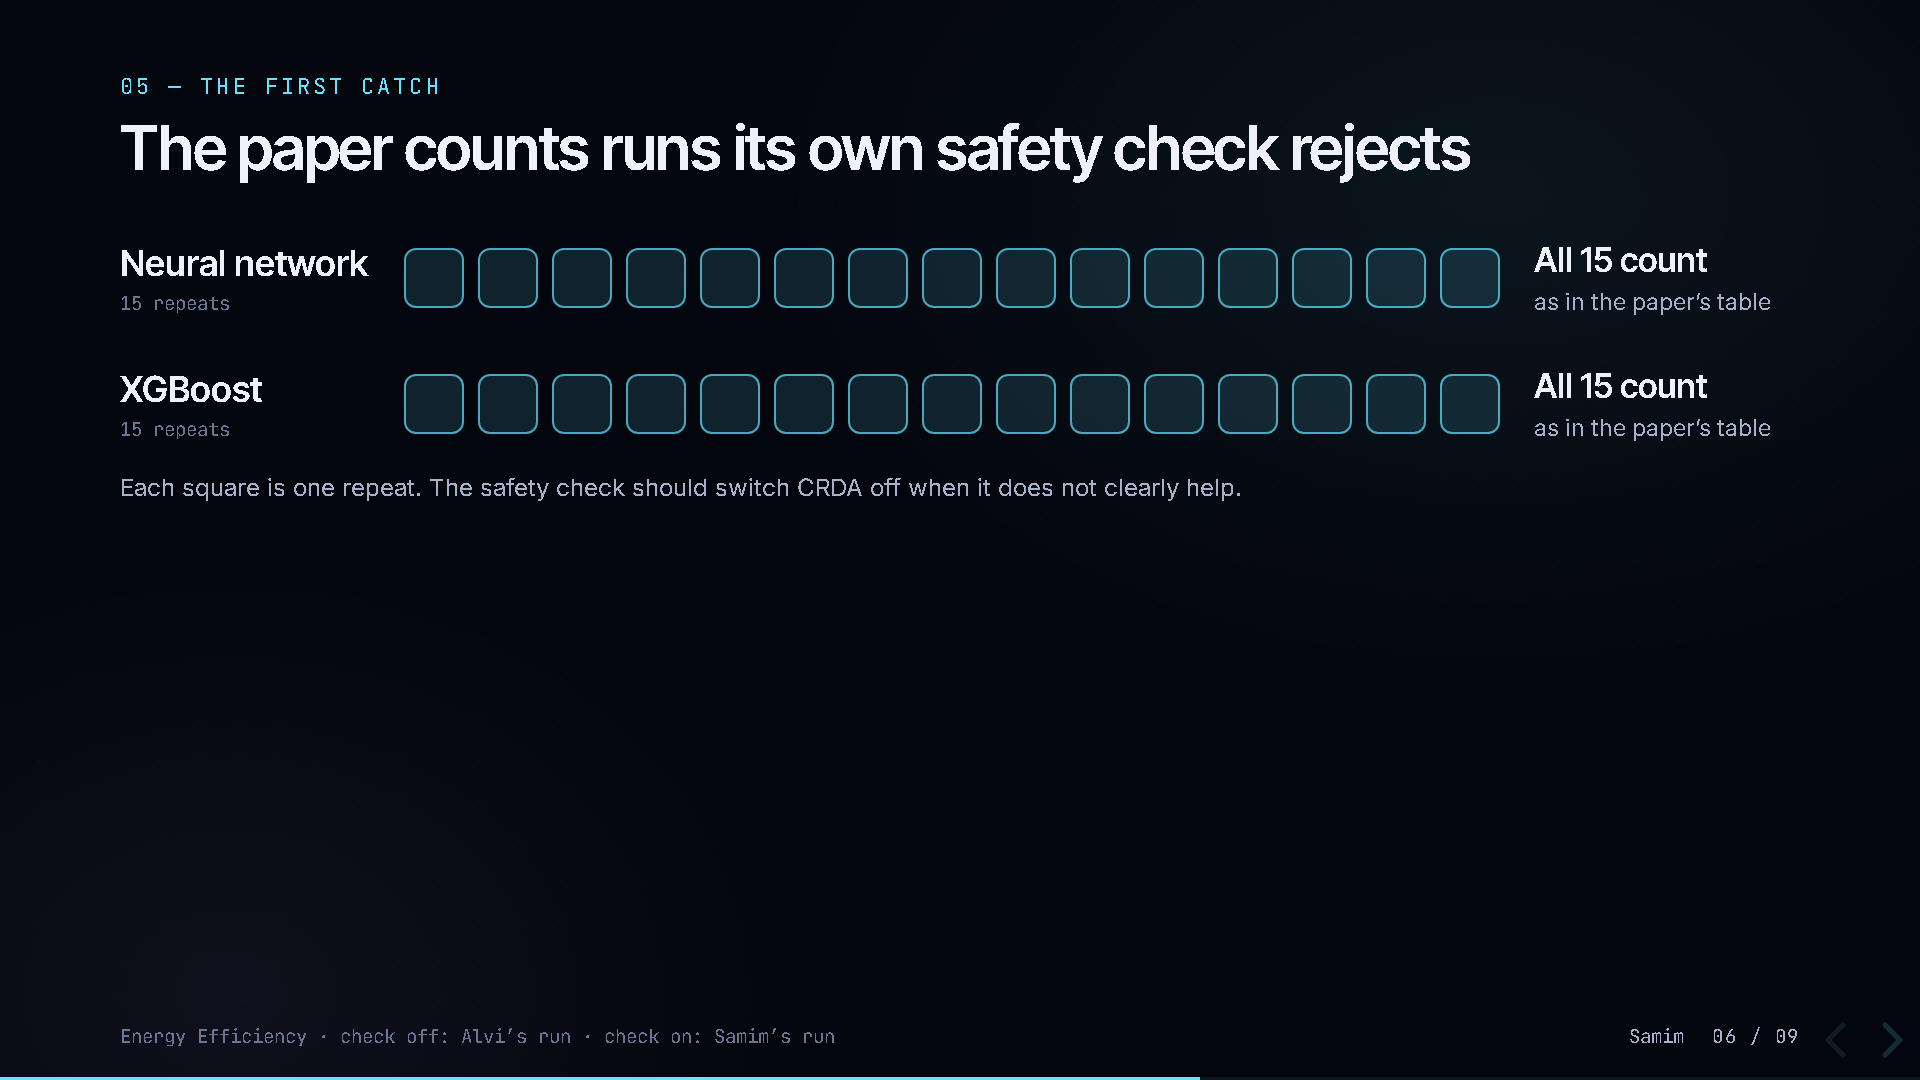 05 — THE FIRST CATCH
The paper counts runs its own safety check rejects
Neural network
15 repeats
All 15 count
as in the paper’s table
XGBoost
15 repeats
All 15 count
as in the paper’s table
Each square is one repeat. The safety check should switch CRDA off when it does not clearly help.
Energy Efficiency · check off: Alvi’s run · check on: Samim’s run
Samim 06 / 09